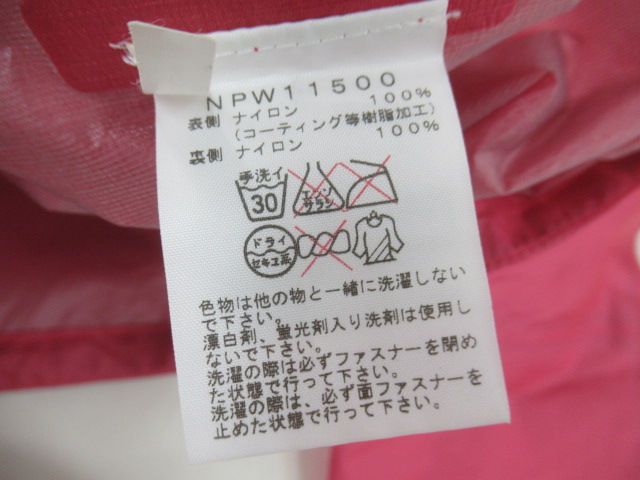 NPW11500
表側 ナイロン 100%
(コーティング等樹脂加工)
裏側 ナイロン 100%
手洗イ
30
エンソ
サラシ
ドライ
セキユ系
色物は他の物と一緒に洗濯しない
で下さい。
漂白剤、蛍光剤入り洗剤は使用し
ないで下さい。
洗濯の際は必ずファスナーを閉め
た状態で行って下さい。
洗濯の際は、必ず面ファスナーを
止めた状態で行って下さい。